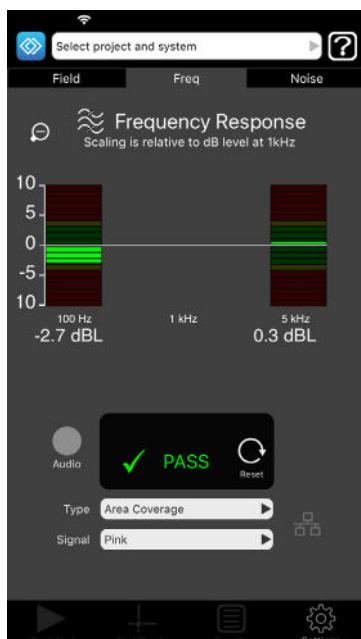 Select project and system
?
Field Freq Noise
Frequency Response
Scaling is relative to dB level at 1kHz
10
5
0
-5
10
100 Hz 1 kHz 5 kHz
-2.7 dBL 0.3 dBL
Audio
PASS
Reset
Type Area Coverage
Signal Pink